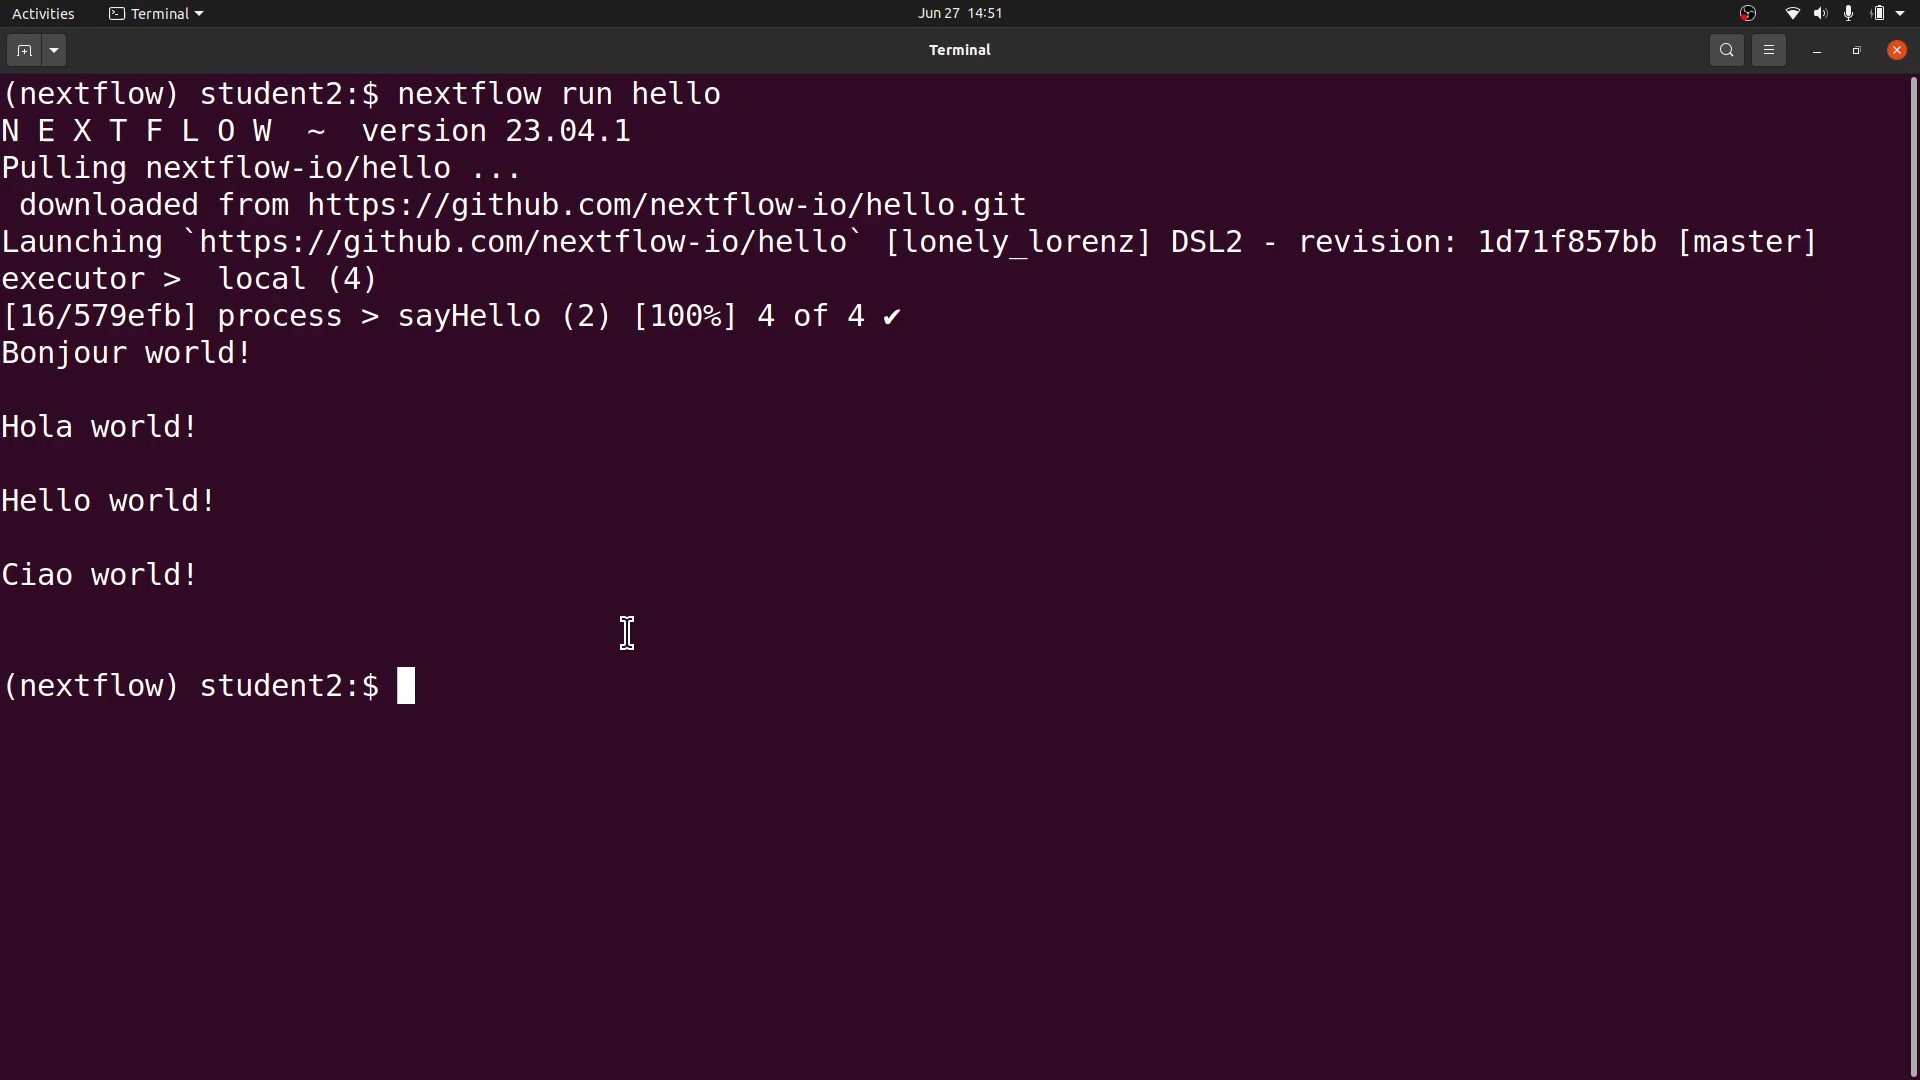 Activities Terminal Jun 27 14:51
Terminal
(nextflow) student2:$ nextflow run hello
N E X T F L O W  ~  version 23.04.1
Pulling nextflow-io/hello ...
 downloaded from https://github.com/nextflow-io/hello.git
Launching `https://github.com/nextflow-io/hello` [lonely_lorenz] DSL2 - revision: 1d71f857bb [master]
executor >  local (4)
[16/579efb] process > sayHello (2) [100%] 4 of 4 ✔
Bonjour world!
Hola world!
Hello world!
Ciao world!
(nextflow) student2:$